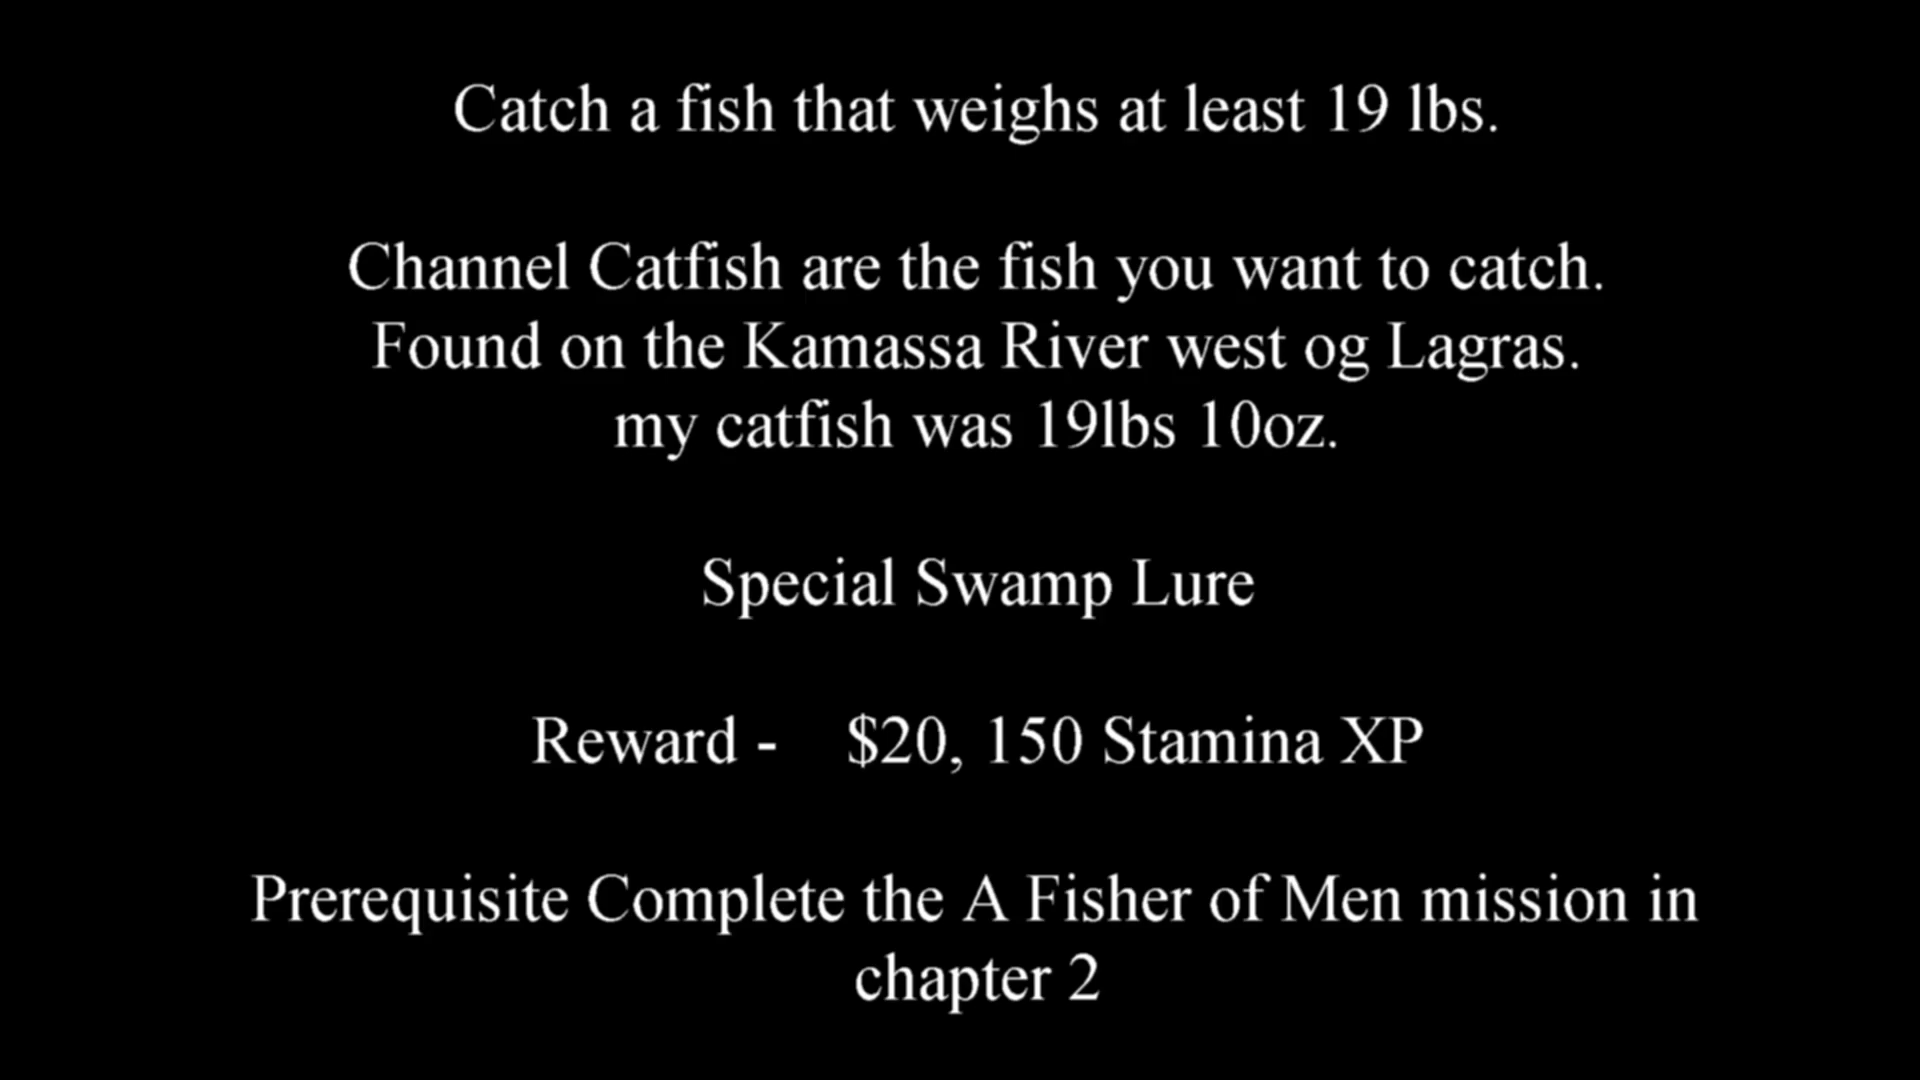 Catch a fish that weighs at least 19 lbs.
Channel Catfish are the fish you want to catch.
Found on the Kamassa River west og Lagras.
my catfish was 19lbs 10oz.
Special Swamp Lure
Reward - $20, 150 Stamina XP
Prerequisite Complete the A Fisher of Men mission in
chapter 2